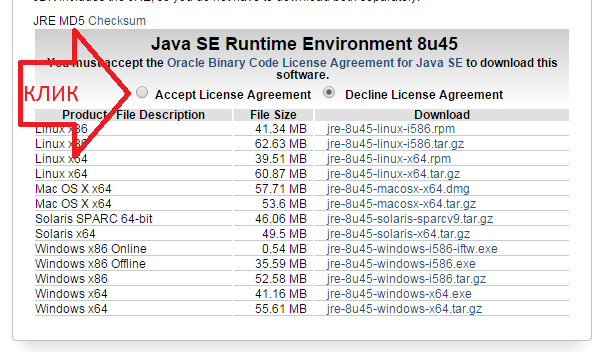 JRE MD5 Checksum
Java SE Runtime Environment 8u45
You must accept the Oracle Binary Code License Agreement for Java SE to download this
software.
клик
Accept License Agreement Decline License Agreement
Product / File Description File Size Download
Linux x86 41.34 MB jre-8u45-linux-i586.rpm
Linux x86 62.63 MB jre-8u45-linux-i586.tar.gz
Linux x64 39.51 MB jre-8u45-linux-x64.rpm
Linux x64 60.87 MB jre-8u45-linux-x64.tar.gz
Mac OS X x64 57.71 MB jre-8u45-macosx-x64.dmg
Mac OS X x64 53.6 MB jre-8u45-macosx-x64.tar.gz
Solaris SPARC 64-bit 46.06 MB jre-8u45-solaris-sparcv9.tar.gz
Solaris x64 49.5 MB jre-8u45-solaris-x64.tar.gz
Windows x86 Online 0.54 MB jre-8u45-windows-i586-iftw.exe
Windows x86 Offline 35.59 MB jre-8u45-windows-i586.exe
Windows x86 52.58 MB jre-8u45-windows-i586.tar.gz
Windows x64 41.16 MB jre-8u45-windows-x64.exe
Windows x64 55.61 MB jre-8u45-windows-x64.tar.gz